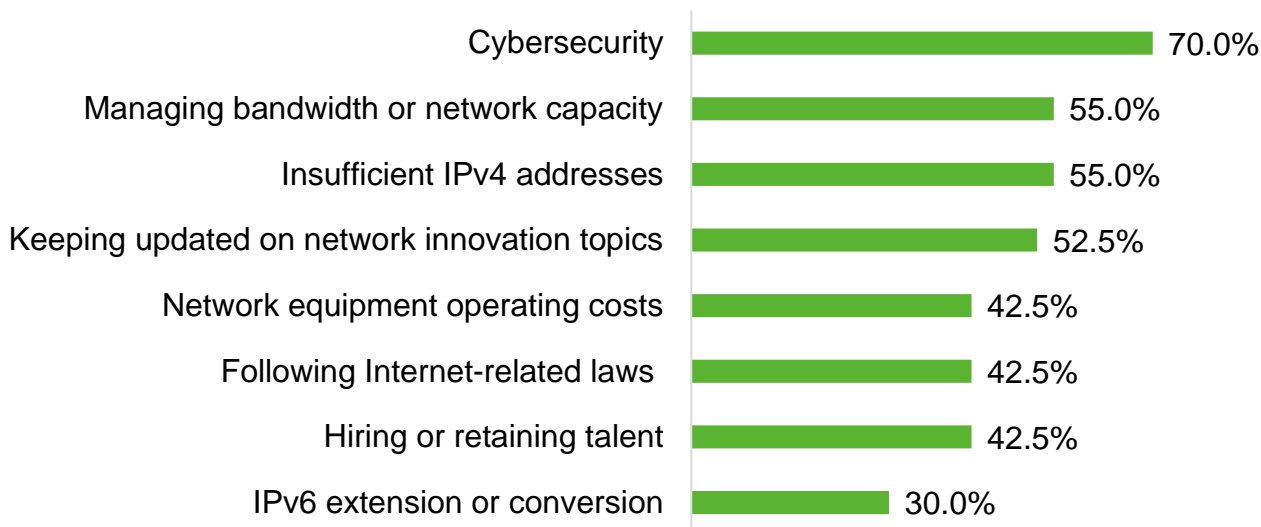 Cybersecurity 70.0%
Managing bandwidth or network capacity 55.0%
Insufficient IPv4 addresses 55.0%
Keeping updated on network innovation topics 52.5%
Network equipment operating costs 42.5%
Following Internet-related laws 42.5%
Hiring or retaining talent 42.5%
IPv6 extension or conversion 30.0%